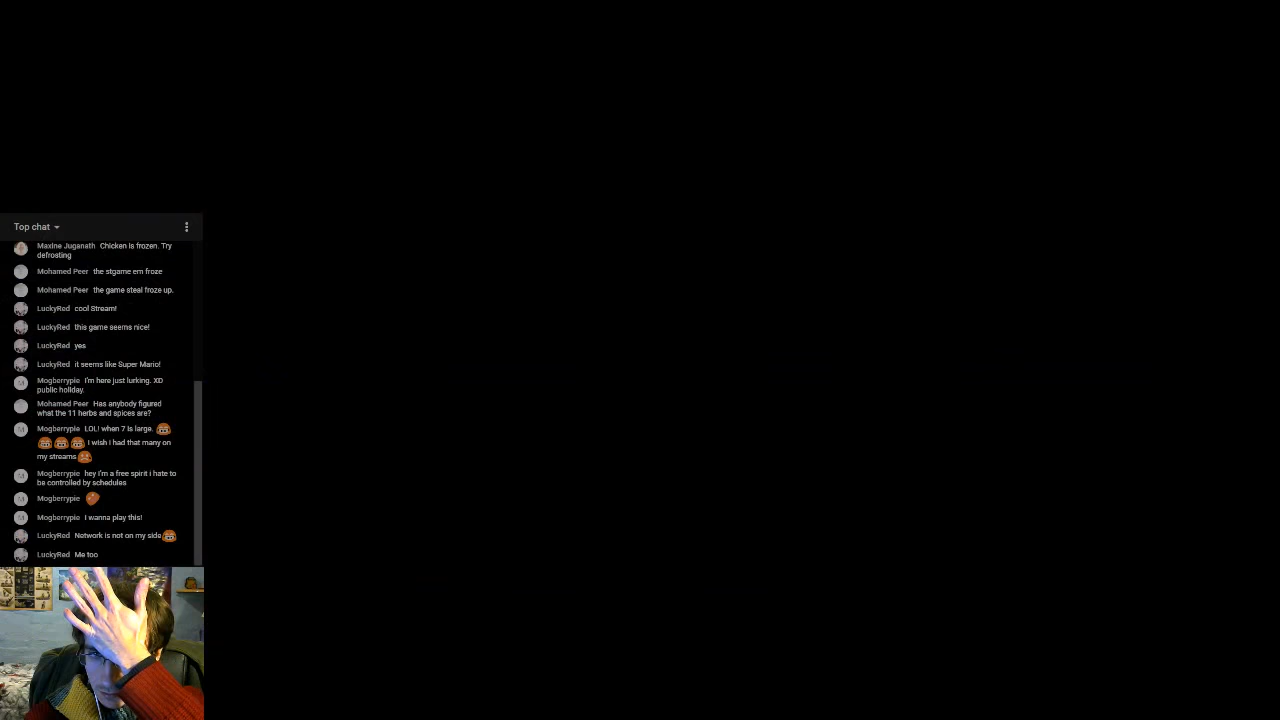 Top chat
Maxine Juganath Chicken is frozen. Try
defrosting
Mohamed Peer the stgame em froze
Mohamed Peer the game steal froze up.
LuckyRed cool Stream!
LuckyRed this game seems nice!
LuckyRed yes
LuckyRed it seems like Super Mario!
Mogberrypie I'm here just lurking. XD
public holiday.
Mohamed Peer Has anybody figured
what the 11 herbs and spices are?
M Mogberrypie LOL! when 7 is large.
I wish I had that many on
my streams
M Mogberrypie hey I'm a free spirit i hate to
be controlled by schedules
M Mogberrypie
M Mogberrypie I wanna play this!
LuckyRed Network is not on my side
LuckyRed Me too